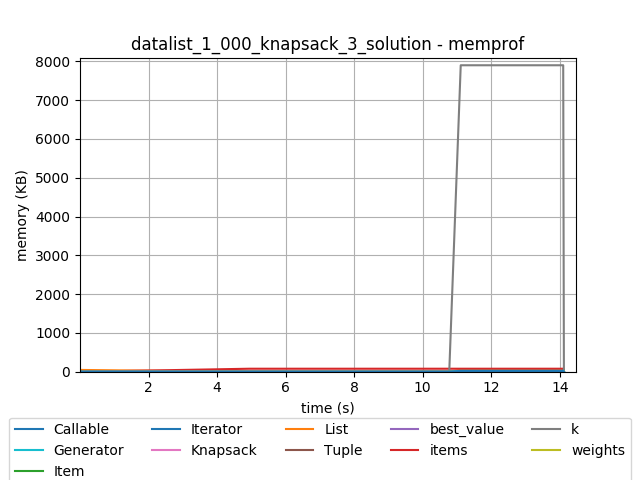 datalist_1_000_knapsack_3_solution - memprof
memory (KB)
8000
7000
6000
5000
4000
3000
2000
1000
0
2 4 6 8 10 12 14
time (s)
Callable Iterator List best_value k
Generator Knapsack Tuple items weights
Item